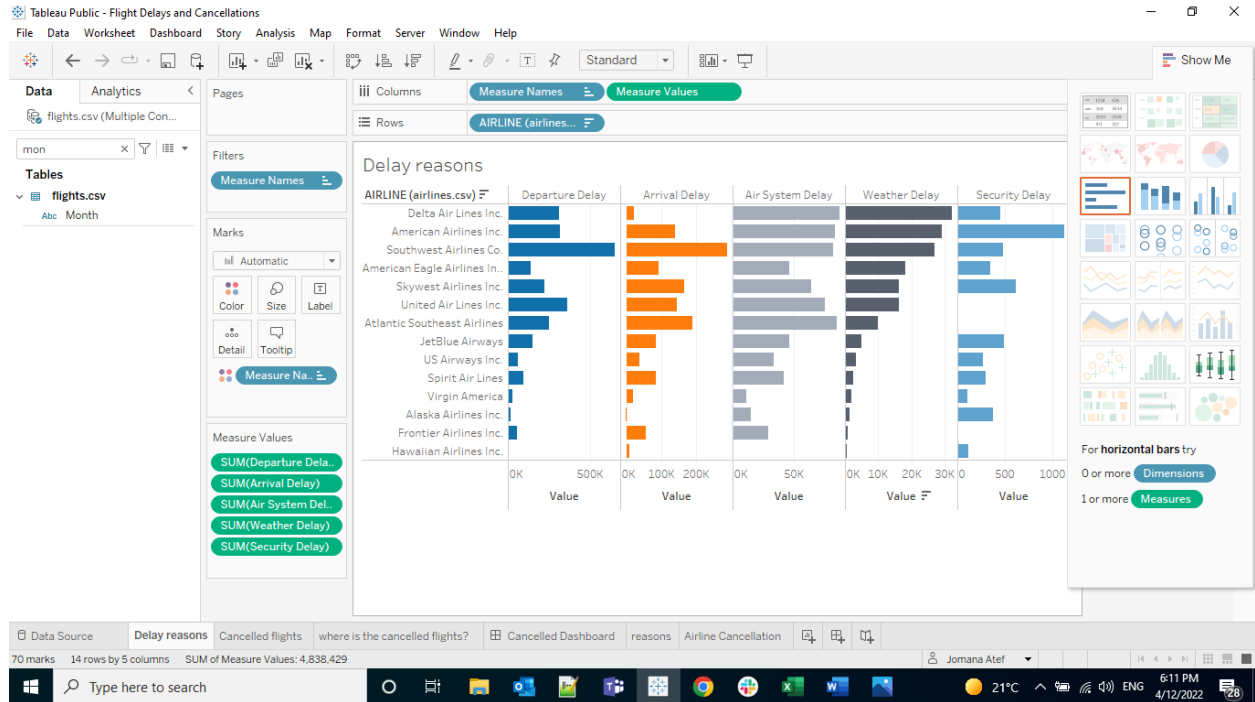 Tableau Public - Flight Delays and Cancellations
File Data Worksheet Dashboard Story Analysis Map Format Server Window Help
Standard
Show Me
Data Analytics
flights.csv (Multiple Con...
mon
Tables
flights.csv
Abc Month
Pages
Filters
Measure Names
Marks
Automatic
Color Size Label
Detail Tooltip
Measure Na..
Measure Values
SUM(Departure Dela..
SUM(Arrival Delay)
SUM(Air System Del..
SUM(Weather Delay)
SUM(Security Delay)
Columns Measure Names Measure Values
Rows AIRLINE (airlines...
Delay reasons
AIRLINE (airlines.csv) Departure Delay Arrival Delay Air System Delay Weather Delay Security Delay
Delta Air Lines Inc.
American Airlines Inc.
Southwest Airlines Co.
American Eagle Airlines In..
Skywest Airlines Inc.
United Air Lines Inc.
Atlantic Southeast Airlines
JetBlue Airways
US Airways Inc.
Spirit Air Lines
Virgin America
Alaska Airlines Inc.
Frontier Airlines Inc.
Hawaiian Airlines Inc.
0K 500K 0K 100K 200K 0K 50K 0K 10K 20K 30K 0 500 1000
Value Value Value Value Value
For horizontal bars try
0 or more Dimensions
1 or more Measures
Data Source Delay reasons Cancelled flights where is the cancelled flights? Cancelled Dashboard reasons Airline Cancellation
70 marks 14 rows by 5 columns SUM of Measure Values: 4,838,429 Jomana Atef
Type here to search 21°C ENG 6:11 PM
4/12/2022 28